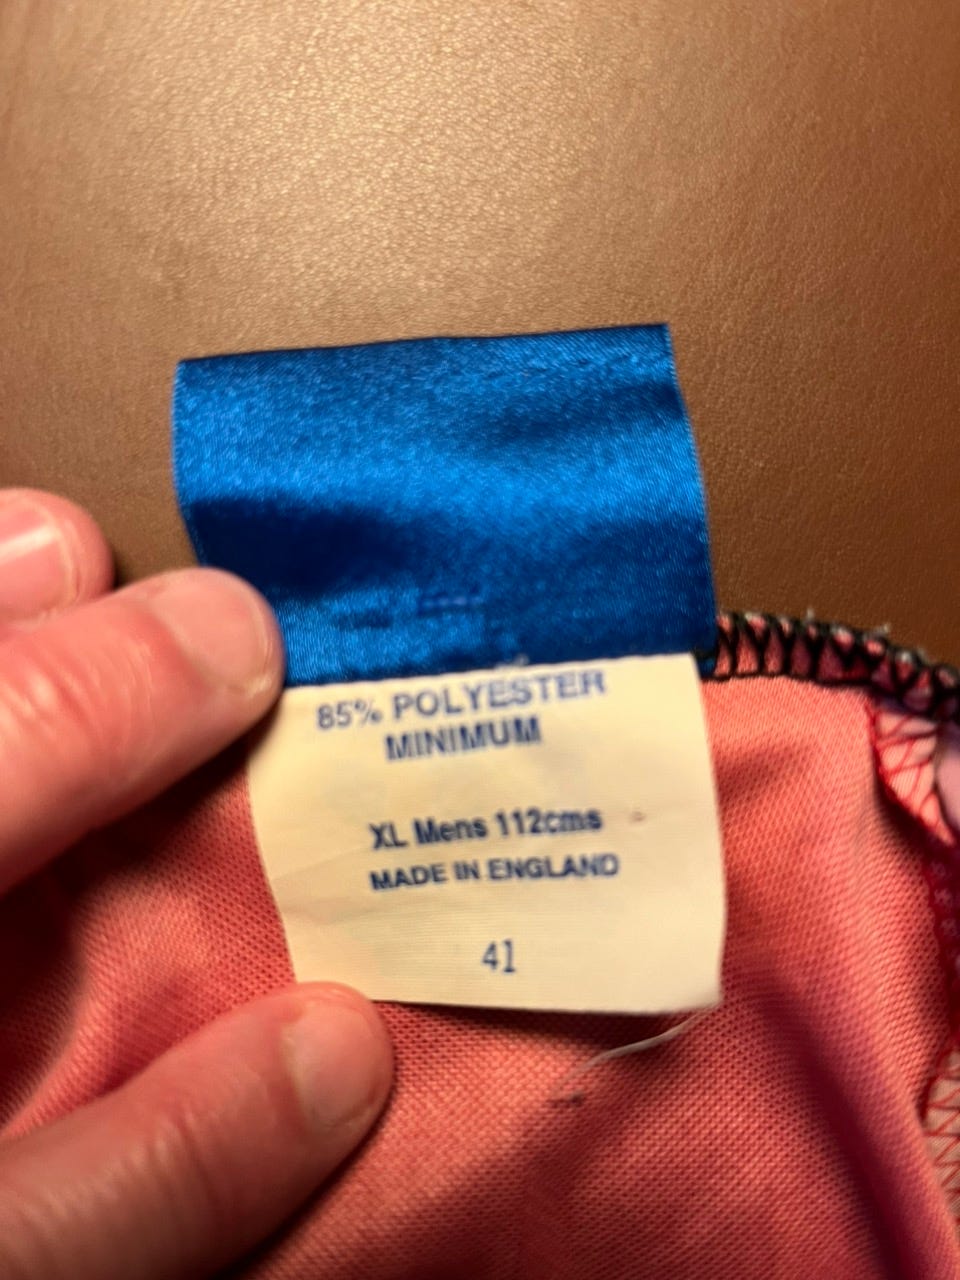 85% POLYESTER
MINIMUM
XL Mens 112cms
MADE IN ENGLAND
41